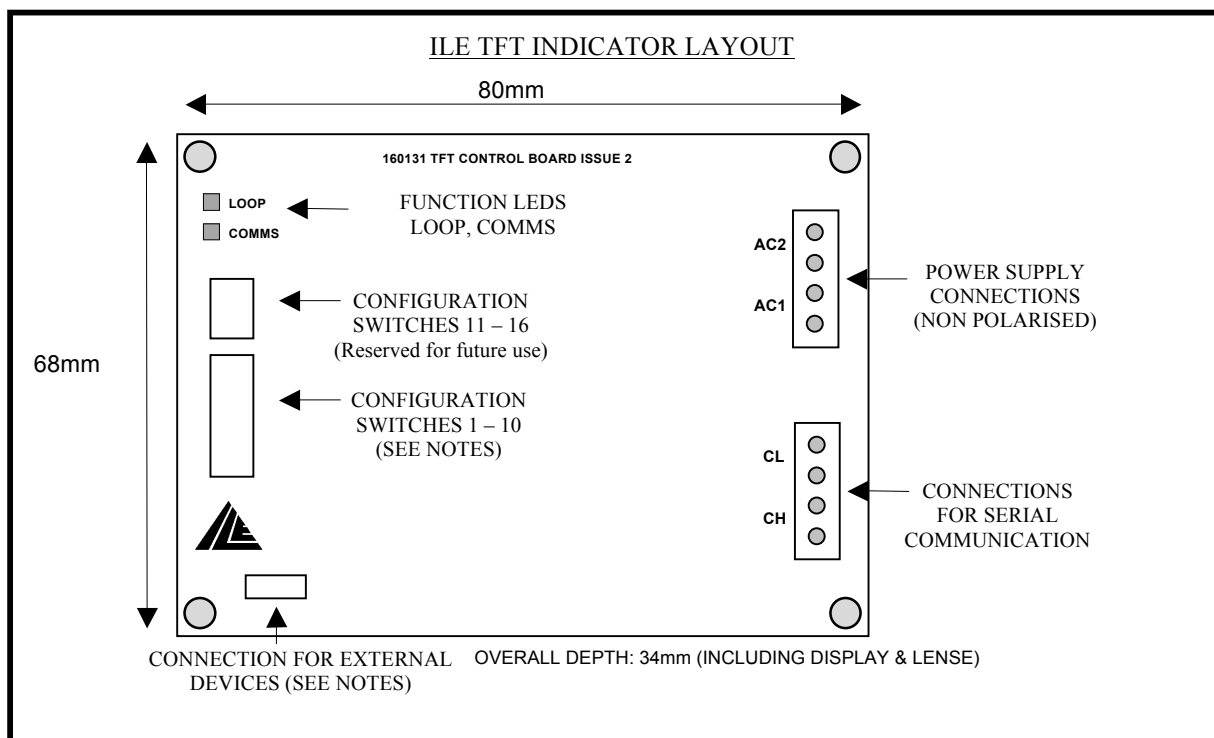 ILE TFT INDICATOR LAYOUT
80mm
160131 TFT CONTROL BOARD ISSUE 2
LOOP
COMMS
FUNCTION LEDS
LOOP, COMMS
AC2
AC1
POWER SUPPLY
CONNECTIONS
(NON POLARISED)
CONFIGURATION
SWITCHES 11 – 16
(Reserved for future use)
68mm
CONFIGURATION
SWITCHES 1 – 10
(SEE NOTES)
CL
CH
CONNECTIONS
FOR SERIAL
COMMUNICATION
ILE
CONNECTION FOR EXTERNAL
DEVICES (SEE NOTES)
OVERALL DEPTH: 34mm (INCLUDING DISPLAY & LENSE)